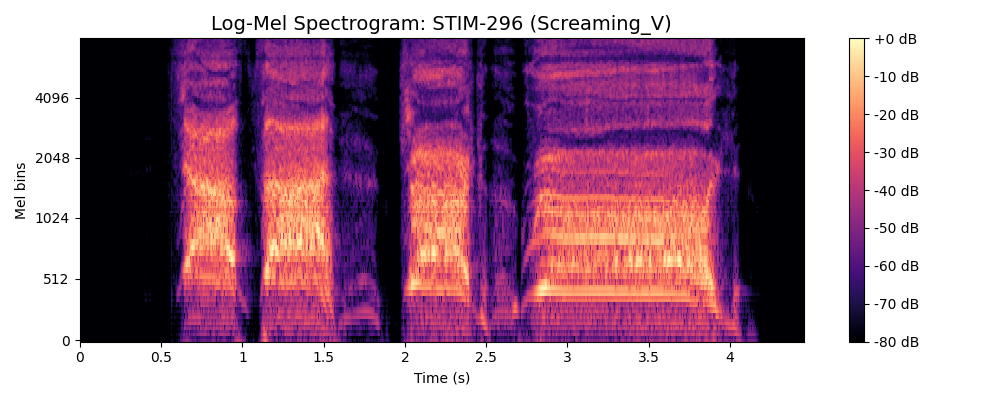 Log-Mel Spectrogram: STIM-296 (Screaming_V)
+0 dB
-10 dB
4096
-20 dB
2048
-30 dB
Mel bins
-40 dB
1024
-50 dB
512
-60 dB
-70 dB
0
-80 dB
0 0.5 1 1.5 2 2.5 3 3.5 4
Time (s)